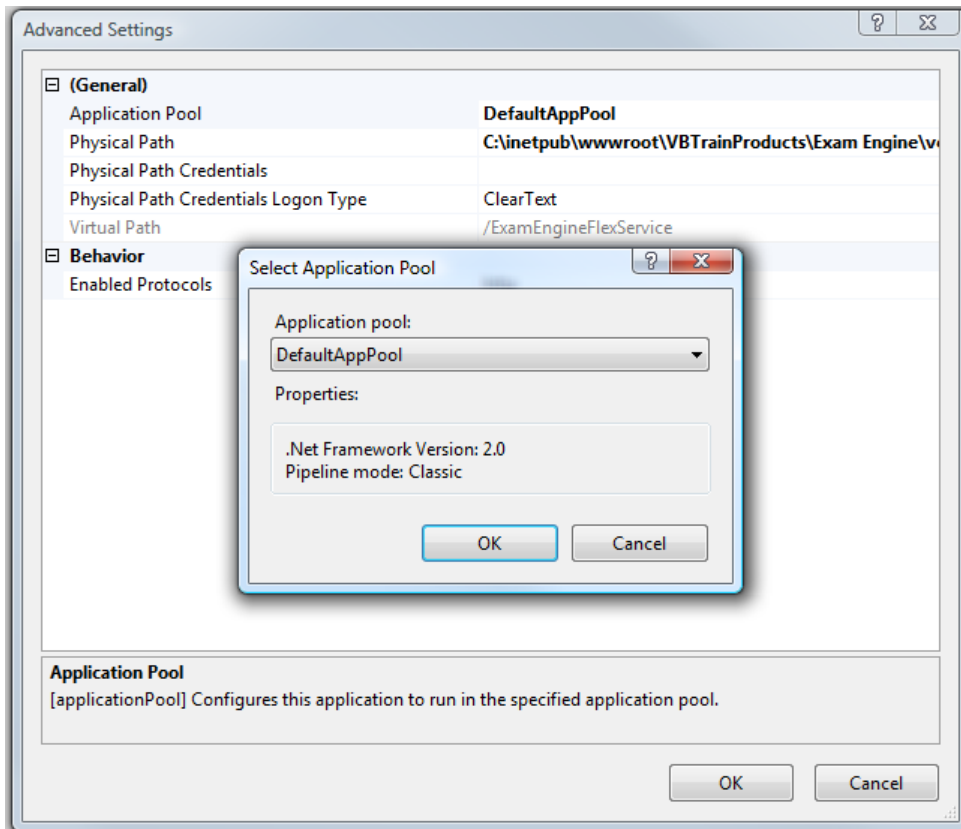 Advanced Settings
(General)
Application Pool DefaultAppPool
Physical Path C:\inetpub\wwwroot\VBTrainProducts\Exam Engine\v
Physical Path Credentials
Physical Path Credentials Logon Type ClearText
Virtual Path /ExamEngineFlexService
Behavior
Enabled Protocols
Select Application Pool
Application pool:
DefaultAppPool
Properties:
.Net Framework Version: 2.0
Pipeline mode: Classic
OK Cancel
Application Pool
[applicationPool] Configures this application to run in the specified application pool.
OK Cancel